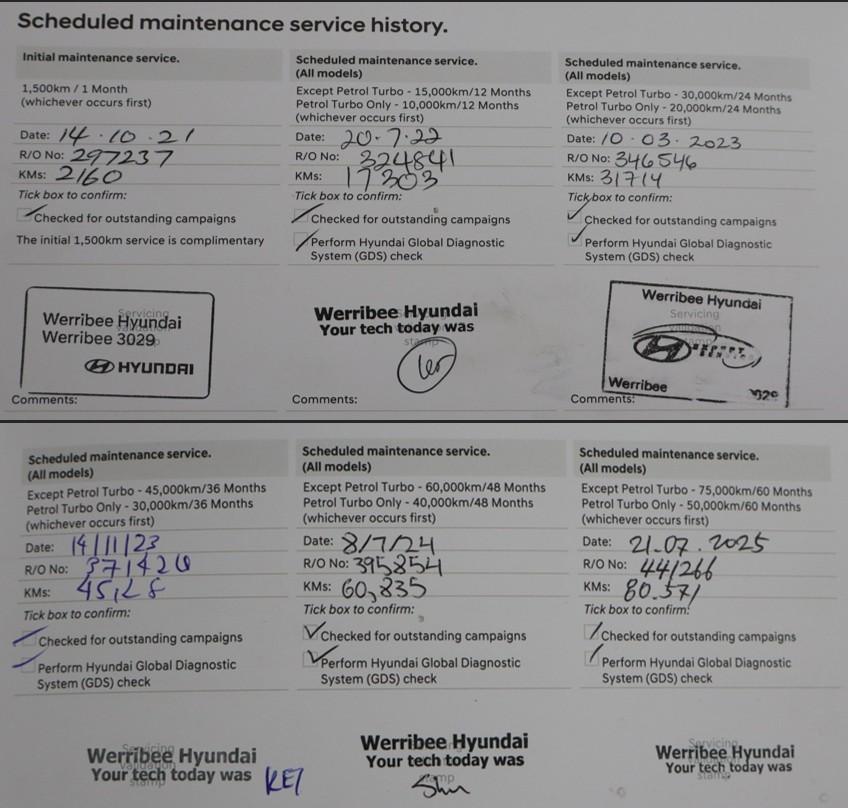 Scheduled maintenance service history.
Initial maintenance service.
1,500km / 1 Month
(whichever occurs first)
Date: 14.10.21
R/O No: 297237
KMs: 2160
Tick box to confirm:
Checked for outstanding campaigns
The initial 1,500km service is complimentary
Servicing
Werribee Hyundai
Werribee 3029
HYUNDAI
Comments:
Scheduled maintenance service.
(All models)
Except Petrol Turbo - 15,000km/12 Months
Petrol Turbo Only - 10,000km/12 Months
(whichever occurs first)
Date: 20.7.22
R/O No: 324841
KMs: 17303
Tick box to confirm:
Checked for outstanding campaigns
Perform Hyundai Global Diagnostic
System (GDS) check
Werribee Hyundai
Your tech today was
Comments:
Scheduled maintenance service.
(All models)
Except Petrol Turbo - 30,000km/24 Months
Petrol Turbo Only - 20,000km/24 Months
(whichever occurs first)
Date: 10.03.2023
R/O No: 346546
KMs: 31714
Tick box to confirm:
Checked for outstanding campaigns
Perform Hyundai Global Diagnostic
System (GDS) check
Werribee Hyundai
Servicing
validation
stamp
Werribee
Comments:
Scheduled maintenance service.
(All models)
Except Petrol Turbo - 45,000km/36 Months
Petrol Turbo Only - 30,000km/36 Months
(whichever occurs first)
Date: 14/11/23
R/O No:
KMs:
Tick box to confirm:
Checked for outstanding campaigns
Perform Hyundai Global Diagnostic
System (GDS) check
Servicing
Werribee Hyundai
Your tech today was
stamp
Scheduled maintenance service.
(All models)
Except Petrol Turbo - 60,000km/48 Months
Petrol Turbo Only - 40,000km/48 Months
(whichever occurs first)
Date: 8/7/24
R/O No: 395854
KMs: 60,835
Tick box to confirm:
Checked for outstanding campaigns
Perform Hyundai Global Diagnostic
System (GDS) check
Werribee Hyundai
Your tech today was
Scheduled maintenance service.
(All models)
Except Petrol Turbo - 75,000km/60 Months
Petrol Turbo Only - 50,000km/60 Months
(whichever occurs first)
Date: 21.07.2025
R/O No: 441266
KMs: 80.571
Tick box to confirm:
Checked for outstanding campaigns
Perform Hyundai Global Diagnostic
System (GDS) check
Servicing
Werribee Hyundai
Your tech today was
stamp